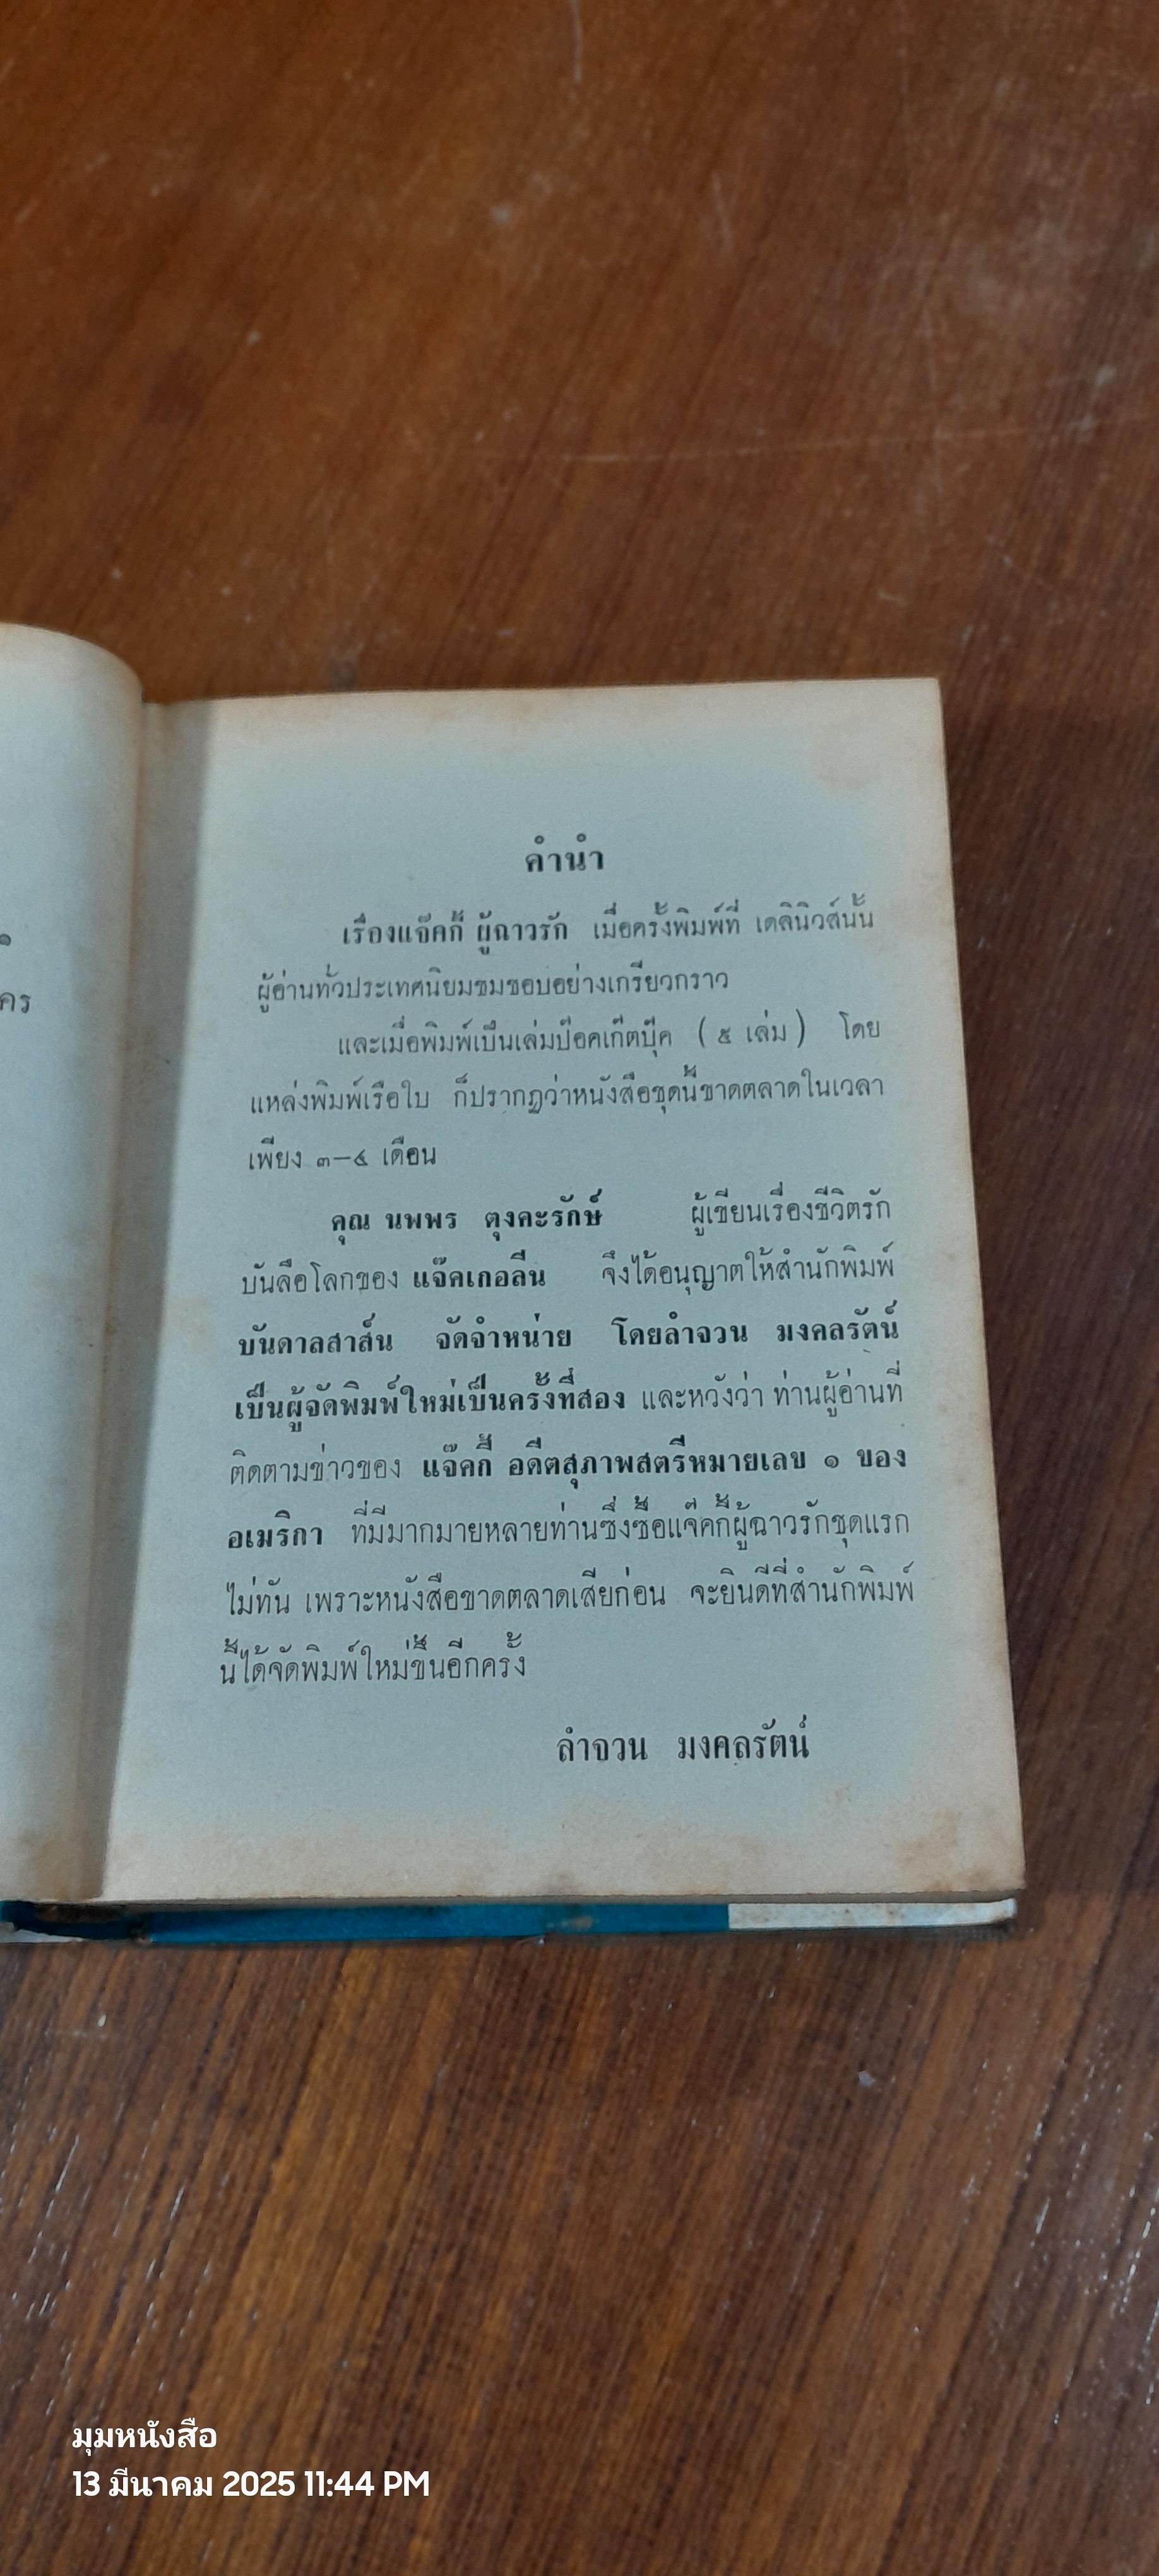 คำนำ
เรื่องแจ๊คกี้ ผู้ฉาวรัก เมื่อครั้งพิมพ์ที่ เดลินิวส์นั้น
ผู้อ่านทั่วประเทศนิยมชมชอบอย่างเกรียวกราว
และเมื่อพิมพ์เป็นเล่มป๊อคเก๊ตบุ๊ค ( ๕ เล่ม ) โดย
แหล่งพิมพ์เรือใบ ก็ปรากฏว่าหนังสือชุดนี้ขาดตลาดในเวลา
เพียง ๓—๔ เดือน
คุณ นพพร ตุงคะรักษ์ ผู้เขียนเรื่องชีวิตรัก
บันลือโลกของ แจ๊คเกอลีน จึงได้อนุญาตให้สำนักพิมพ์
บันดาลสาส์น จัดจำหน่าย โดยลำจวน มงคลรัตน์
เป็นผู้จัดพิมพ์ใหม่เป็นครั้งที่สอง และหวังว่า ท่านผู้อ่านที่
ติดตามข่าวของ แจ๊คกี้ อดีตสุภาพสตรีหมายเลข ๑ ของ
อเมริกา ที่มีมากมายหลายท่านซึ่งซื้อแจ๊คกี้ผู้ฉาวรักชุดแรก
ไม่ทัน เพราะหนังสือขาดตลาดเสียก่อน จะยินดีที่สำนักพิมพ์
นี้ได้จัดพิมพ์ใหม่ขึ้นอีกครั้ง
ลำจวน มงคลรัตน์
มุมหนังสือ
13 มีนาคม 2025 11:44 PM